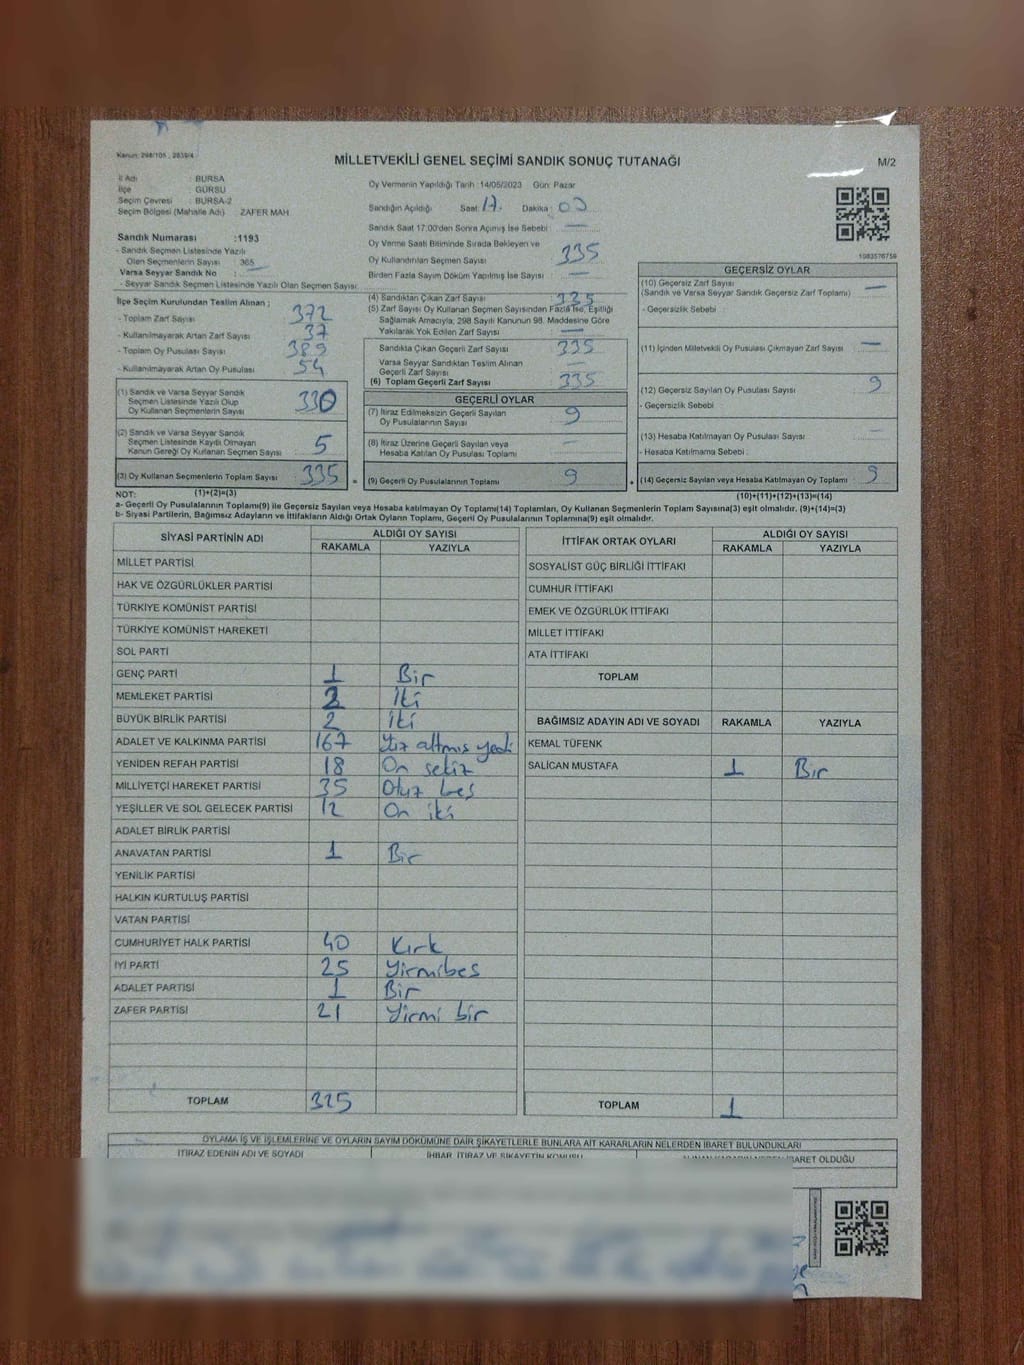 Kanun: 298/105 , 2839/4
MİLLETVEKİLİ GENEL SEÇİMİ SANDIK SONUÇ TUTANAĞI
M/2
İl Adı : BURSA
İlçe : GÜRSU
Seçim Çevresi : BURSA-2
Seçim Bölgesi (Mahalle Adı) ZAFER MAH.
Oy Vermenin Yapıldığı Tarih :14/05/2023 Gün: Pazar
Sandığın Açıldığı Saat: 17. Dakika : 00
Sandık Saat 17:00'den Sonra Açılmış İse Sebebi : —
Oy Verme Saati Bitiminde Sırada Bekleyen ve
Oy Kullandırılan Seçmen Sayısı : 335
Birden Fazla Sayım Döküm Yapılmış İse Sayısı : —
Sandık Numarası :1193
- Sandık Seçmen Listesinde Yazılı
Olan Seçmenlerin Sayısı : 365
Varsa Seyyar Sandık No : —
- Seyyar Sandık Seçmen Listesinde Yazılı Olan Seçmen Sayısı:
İlçe Seçim Kurulundan Teslim Alınan ;
- Toplam Zarf Sayısı : 372
- Kullanılmayarak Artan Zarf Sayısı : 37
- Toplam Oy Pusulası Sayısı : 389
- Kullanılmayarak Artan Oy Pusulası : 54
(1) Sandık ve Varsa Seyyar Sandık
Seçmen Listesinde Yazılı Olup
Oy Kullanan Seçmenlerin Sayısı : 330
(2) Sandık ve Varsa Seyyar Sandık
Seçmen Listesinde Kayıtlı Olmayan
Kanun Gereği Oy Kullanan Seçmen Sayısı : 5
(3) Oy Kullanan Seçmenlerin Toplam Sayısı : 335
(4) Sandıktan Çıkan Zarf Sayısı : 335
(5) Zarf Sayısı Oy Kullanan Seçmen Sayısından Fazla İse, Eşitliği
Sağlamak Amacıyla; 298 Sayılı Kanunun 98. Maddesine Göre
Yakılarak Yok Edilen Zarf Sayısı : —
Sandıkta Çıkan Geçerli Zarf Sayısı : 335
Varsa Seyyar Sandıktan Teslim Alınan
Geçerli Zarf Sayısı : —
(6) Toplam Geçerli Zarf Sayısı : 335
GEÇERLİ OYLAR
(7) İtiraz Edilmeksizin Geçerli Sayılan
Oy Pusulalarının Sayısı : 9
(8) İtiraz Üzerine Geçerli Sayılan veya
Hesaba Katılan Oy Pusulası Toplamı : —
(9) Geçerli Oy Pusulalarının Toplamı : 9
1983576756
GEÇERSİZ OYLAR
(10) Geçersiz Zarf Sayısı : —
(Sandık ve Varsa Seyyar Sandık Geçersiz Zarf Toplamı)
- Geçersizlik Sebebi :
(11) İçinden Milletvekili Oy Pusulası Çıkmayan Zarf Sayısı : —
(12) Geçersiz Sayılan Oy Pusulası Sayısı : 9
- Geçersizlik Sebebi :
(13) Hesaba Katılmayan Oy Pusulası Sayısı : —
- Hesaba Katılmama Sebebi :
(14) Geçersiz Sayılan veya Hesaba Katılmayan Oy Toplamı : 9
NOT: (1)+(2)=(3) (10)+(11)+(12)+(13)=(14)
a- Geçerli Oy Pusulalarının Toplamı(9) ile Geçersiz Sayılan veya Hesaba katılmayan Oy Toplamı(14) Toplamları, Oy Kullanan Seçmenlerin Toplam Sayısına(3) eşit olmalıdır. (9)+(14)=(3)
b- Siyasi Partilerin, Bağımsız Adayların ve İttifakların Aldığı Ortak Oyların Toplamı, Geçerli Oy Pusulalarının Toplamına(9) eşit olmalıdır.
SİYASİ PARTİNİN ADI ALDIĞI OY SAYISI
RAKAMLA YAZIYLA
MİLLET PARTİSİ
HAK VE ÖZGÜRLÜKLER PARTİSİ
TÜRKİYE KOMÜNİST PARTİSİ
TÜRKİYE KOMÜNİST HAREKETİ
SOL PARTİ
GENÇ PARTİ 1 Bir
MEMLEKET PARTİSİ 2 İki
BÜYÜK BİRLİK PARTİSİ 2 İki
ADALET VE KALKINMA PARTİSİ 167 Yüz altmış yedi
YENİDEN REFAH PARTİSİ 18 On sekiz
MİLLİYETÇİ HAREKET PARTİSİ 35 Otuz beş
YEŞİLLER VE SOL GELECEK PARTİSİ 12 On iki
ADALET BİRLİK PARTİSİ
ANAVATAN PARTİSİ 1 Bir
YENİLİK PARTİSİ
HALKIN KURTULUŞ PARTİSİ
VATAN PARTİSİ
CUMHURİYET HALK PARTİSİ 40 Kırk
İYİ PARTİ 25 Yirmibeş
ADALET PARTİSİ 1 Bir
ZAFER PARTİSİ 21 Yirmi bir
TOPLAM 325
İTTİFAK ORTAK OYLARI ALDIĞI OY SAYISI
RAKAMLA YAZIYLA
SOSYALİST GÜÇ BİRLİĞİ İTTİFAKI
CUMHUR İTTİFAKI
EMEK VE ÖZGÜRLÜK İTTİFAKI
MİLLET İTTİFAKI
ATA İTTİFAKI
TOPLAM
BAĞIMSIZ ADAYIN ADI VE SOYADI RAKAMLA YAZIYLA
KEMAL TÜFENK
SALİCAN MUSTAFA 1 Bir
TOPLAM 1
OYLAMA İŞ VE İŞLEMLERİNE VE OYLARIN SAYIM DÖKÜMÜNE DAİR ŞİKAYETLERLE BUNLARA AİT KARARLARIN NELERDEN İBARET BULUNDUKLARI
İTİRAZ EDENİN ADI VE SOYADI İHBAR, İTİRAZ VE ŞİKAYETİN KONUSU ALINAN KARARIN NEDEN İBARET OLDUĞU